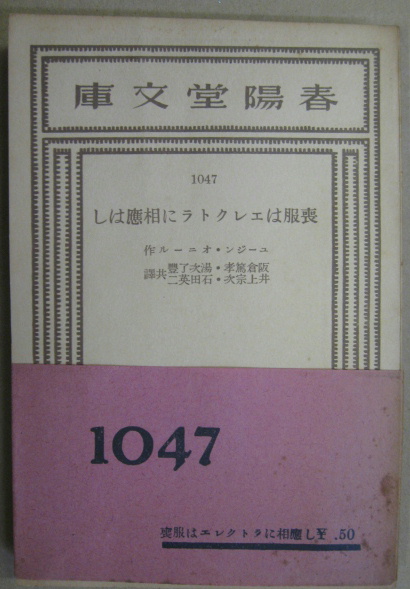 春陽堂文庫
1047
喪服はエレクトラに相應はし
ユージン・オニール作
阪倉篤孝・湯次了豐
井上宗次・石田英二
共譯
1047
喪服はエレクトラに相應し ¥ .50